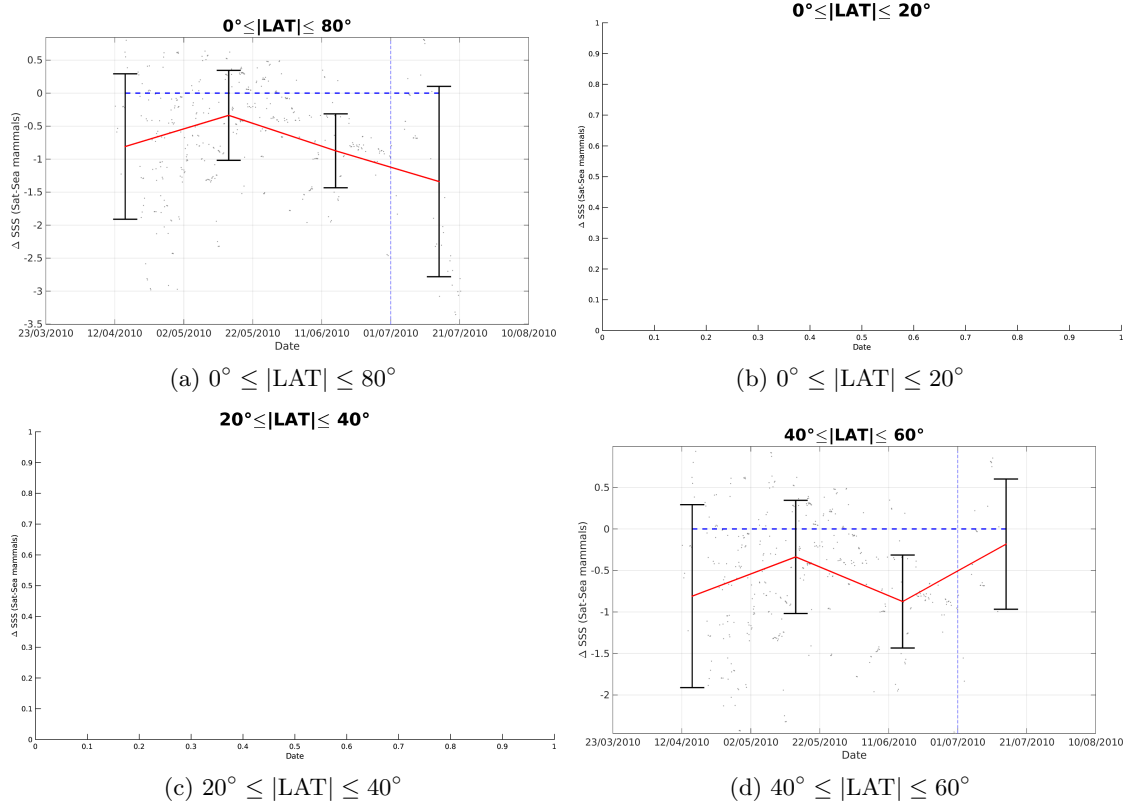 0°≤|LAT|≤ 80°
0.5
0
-0.5
-1
-1.5
-2
-2.5
-3
-3.5
Δ SSS (Sat-Sea mammals)
23/03/2010 12/04/2010 02/05/2010 22/05/2010 11/06/2010 01/07/2010 21/07/2010 10/08/2010
Date
(a) 0° ≤ |LAT| ≤ 80°
0°≤|LAT|≤ 20°
1
0.9
0.8
0.7
0.6
0.5
0.4
0.3
0.2
0.1
0
Δ SSS (Sat-Sea mammals)
0 0.1 0.2 0.3 0.4 0.5 0.6 0.7 0.8 0.9 1
Date
(b) 0° ≤ |LAT| ≤ 20°
20°≤|LAT|≤ 40°
1
0.9
0.8
0.7
0.6
0.5
0.4
0.3
0.2
0.1
0
Δ SSS (Sat-Sea mammals)
0 0.1 0.2 0.3 0.4 0.5 0.6 0.7 0.8 0.9 1
Date
(c) 20° ≤ |LAT| ≤ 40°
40°≤|LAT|≤ 60°
0.5
0
-0.5
-1
-1.5
-2
Δ SSS (Sat-Sea mammals)
23/03/2010 12/04/2010 02/05/2010 22/05/2010 11/06/2010 01/07/2010 21/07/2010 10/08/2010
Date
(d) 40° ≤ |LAT| ≤ 60°